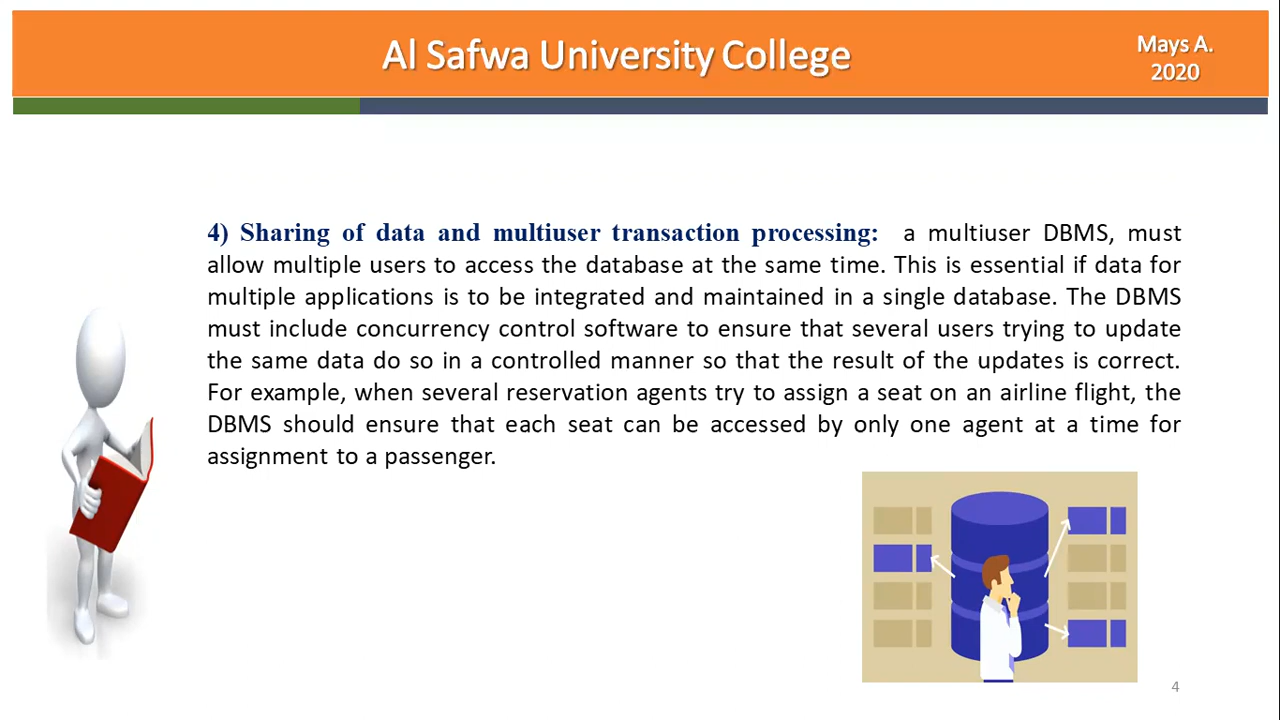 Al Safwa University College
Mays A.
2020
4) Sharing of data and multiuser transaction processing: a multiuser DBMS, must
allow multiple users to access the database at the same time. This is essential if data for
multiple applications is to be integrated and maintained in a single database. The DBMS
must include concurrency control software to ensure that several users trying to update
the same data do so in a controlled manner so that the result of the updates is correct.
For example, when several reservation agents try to assign a seat on an airline flight, the
DBMS should ensure that each seat can be accessed by only one agent at a time for
assignment to a passenger.
4